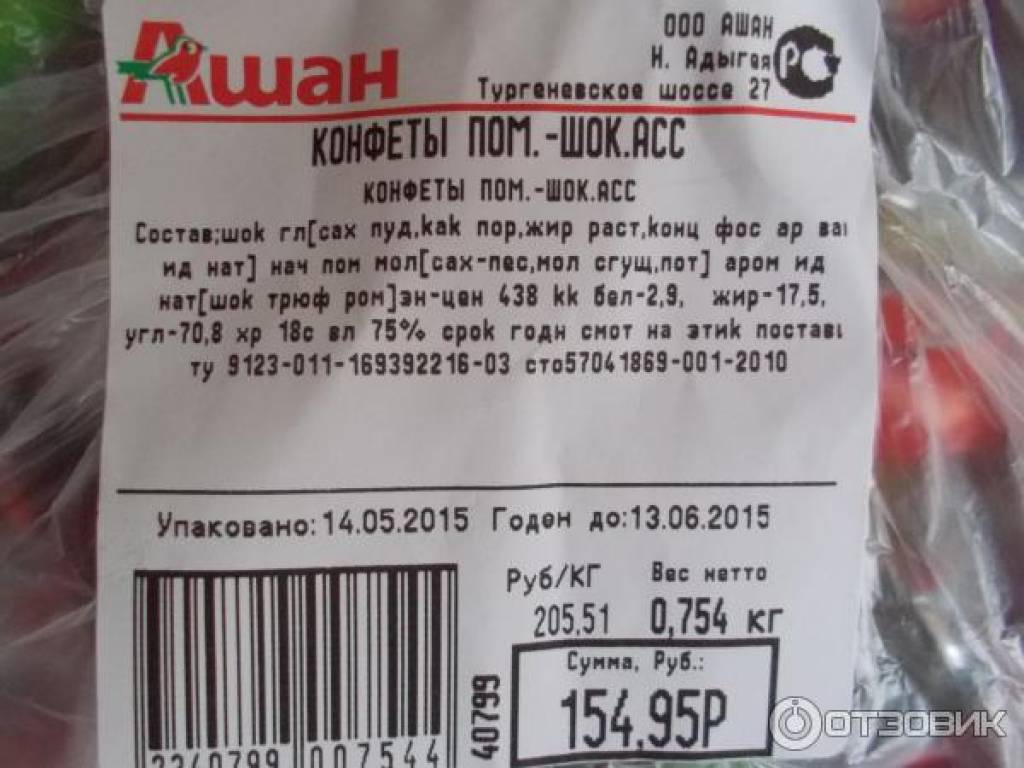 Ашан
ООО АШАН
Н. Адыгея
Тургеневское шоссе 27
РС
КОНФЕТЫ ПОМ.-ШОК.АСС
КОНФЕТЫ ПОМ.-ШОК.АСС
Состав;шок гл[сах пуд,как пор,жир раст,конц фос ар ван
ид нат] нач пом мол[сах-пес,мол сгущ,пот] аром ид
нат[шок трюф ром]эн-цен 438 kk бел-2,9, жир-17,5,
угл-70,8 хр 18с вл 75% срок годн смот на этик поставщ
ту 9123-011-169392216-03 сто57041869-001-2010
Упаковано: 14.05.2015 Годен до:13.06.2015
Руб/КГ Вес нетто
205,51 0,754 кг
Сумма, Руб.:
154,95Р
40799
2240799 007544
ОТЗОВИК